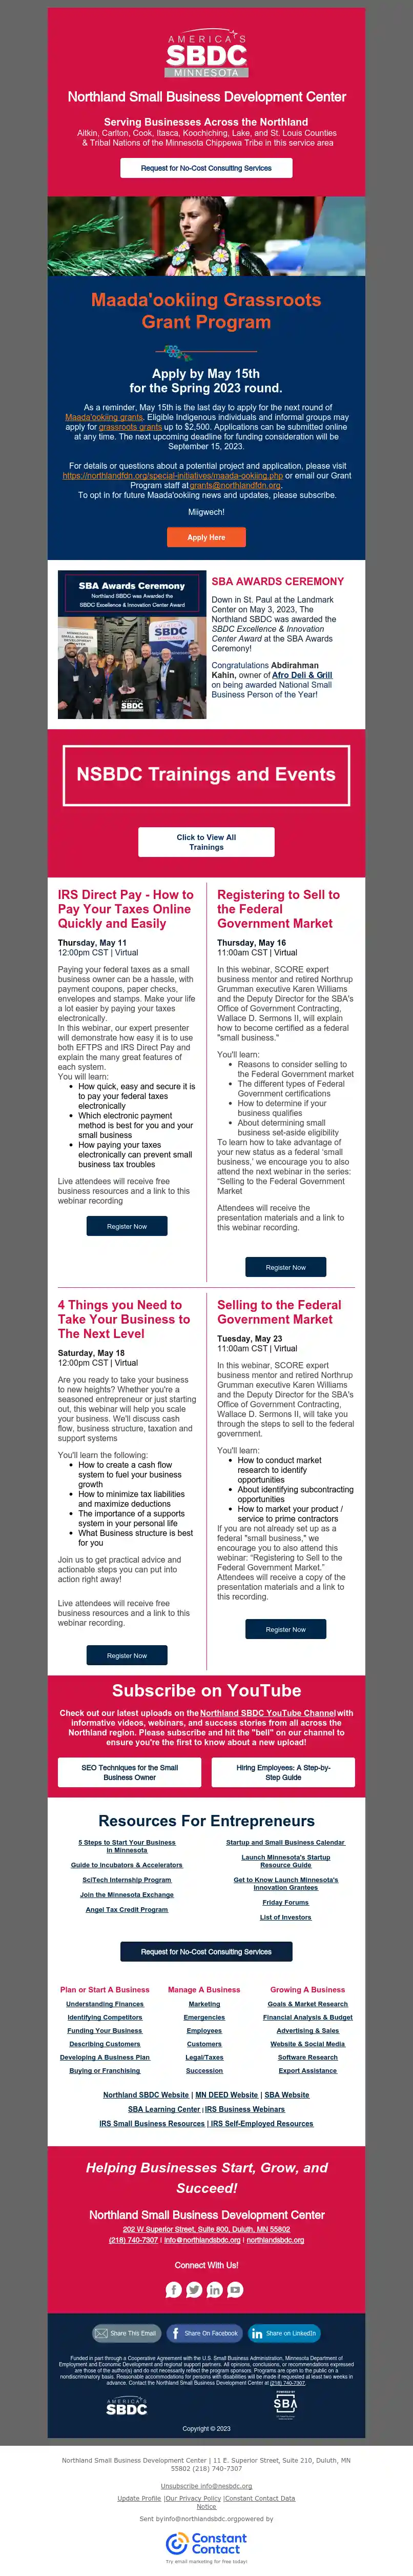 AMERICA'S
SBDC
MINNESOTA
Northland Small Business Development Center
Serving Businesses Across the Northland
Aitkin, Carlton, Cook, Itasca, Koochiching, Lake, and St. Louis Counties
& Tribal Nations of the Minnesota Chippewa Tribe in this service area
Request for No-Cost Consulting Services
Maada'ookiing Grassroots
Grant Program
Apply by May 15th
for the Spring 2023 round.
As a reminder, May 15th is the last day to apply for the next round of
Maada'ookiing grants. Eligible Indigenous individuals and informal groups may
apply for grassroots grants up to $2,500. Applications can be submitted online
at any time. The next upcoming deadline for funding consideration will be
September 15, 2023.
For details or questions about a potential project and application, please visit
https://northlandfdn.org/special-initiatives/maada-ookiing.php or email our Grant
Program staff at grants@northlandfdn.org.
To opt in for future Maada'ookiing news and updates, please subscribe.
Miigwech!
Apply Here
SBA Awards Ceremony
Northland SBDC was Awarded the
SBDC Excellence & Innovation Center Award
SBDC
SBDC
SBA AWARDS CEREMONY
Down in St. Paul at the Landmark
Center on May 3, 2023, The
Northland SBDC was awarded the
SBDC Excellence & Innovation
Center Award at the SBA Awards
Ceremony!
Congratulations Abdirahman
Kahin, owner of Afro Deli & Grill
on being awarded National Small
Business Person of the Year!
NSBDC Trainings and Events
Click to View All
Trainings
IRS Direct Pay - How to
Pay Your Taxes Online
Quickly and Easily
Thursday, May 11
12:00pm CST | Virtual
Paying your federal taxes as a small
business owner can be a hassle, with
payment coupons, paper checks,
envelopes and stamps. Make your life
a lot easier by paying your taxes
electronically.
In this webinar, our expert presenter
will demonstrate how easy it is to use
both EFTPS and IRS Direct Pay and
explain the many great features of
each system.
You will learn:
• How quick, easy and secure it is
to pay your federal taxes
electronically
• Which electronic payment
method is best for you and your
small business
• How paying your taxes
electronically can prevent small
business tax troubles
Live attendees will receive free
business resources and a link to this
webinar recording
Register Now
Registering to Sell to
the Federal
Government Market
Thursday, May 16
11:00am CST | Virtual
In this webinar, SCORE expert
business mentor and retired Northrup
Grumman executive Karen Williams
and the Deputy Director for the SBA's
Office of Government Contracting,
Wallace D. Sermons II, will explain
how to become certified as a federal
"small business."
You'll learn:
• Reasons to consider selling to
the Federal Government market
• The different types of Federal
Government certifications
• How to determine if your
business qualifies
• About determining small
business set-aside eligibility
To learn how to take advantage of
your new status as a federal ‘small
business,’ we encourage you to also
attend the next webinar in the series:
“Selling to the Federal Government
Market
Attendees will receive the
presentation materials and a link to
this webinar recording.
Register Now
4 Things you Need to
Take Your Business to
The Next Level
Saturday, May 18
12:00pm CST | Virtual
Are you ready to take your business
to new heights? Whether you're a
seasoned entrepreneur or just starting
out, this webinar will help you scale
your business. We'll discuss cash
flow, business structure, taxation and
support systems
You'll learn the following:
• How to create a cash flow
system to fuel your business
growth
• How to minimize tax liabilities
and maximize deductions
• The importance of a supports
system in your personal life
• What Business structure is best
for you
Join us to get practical advice and
actionable steps you can put into
action right away!
Live attendees will receive free
business resources and a link to this
webinar recording.
Register Now
Selling to the Federal
Government Market
Tuesday, May 23
11:00am CST | Virtual
In this webinar, SCORE expert
business mentor and retired Northrup
Grumman executive Karen Williams
and the Deputy Director for the SBA's
Office of Government Contracting,
Wallace D. Sermons II, will take you
through the steps to sell to the federal
government.
You'll learn:
• How to conduct market
research to identify
opportunities
• About identifying subcontracting
opportunities
• How to market your product /
service to prime contractors
If you are not already set up as a
federal "small business," we
encourage you to also attend this
webinar: “Registering to Sell to the
Federal Government Market.”
Attendees will receive a copy of the
presentation materials and a link to
this recording.
Register Now
Subscribe on YouTube
Check out our latest uploads on the Northland SBDC YouTube Channel with
informative videos, webinars, and success stories from all across the
Northland region. Please subscribe and hit the "bell" on our channel to
ensure you're the first to know about a new upload!
SEO Techniques for the Small
Business Owner
Hiring Employees: A Step-by-
Step Guide
Resources For Entrepreneurs
5 Steps to Start Your Business
in Minnesota
Guide to Incubators & Accelerators
SciTech Internship Program
Join the Minnesota Exchange
Angel Tax Credit Program
Startup and Small Business Calendar
Launch Minnesota's Startup
Resource Guide
Get to Know Launch Minnesota's
Innovation Grantees
Friday Forums
List of Investors
Request for No-Cost Consulting Services
Plan or Start A Business
Understanding Finances
Identifying Competitors
Funding Your Business
Describing Customers
Developing A Business Plan
Buying or Franchising
Manage A Business
Marketing
Emergencies
Employees
Customers
Legal/Taxes
Succession
Growing A Business
Goals & Market Research
Financial Analysis & Budget
Advertising & Sales
Website & Social Media
Software Research
Export Assistance
Northland SBDC Website | MN DEED Website | SBA Website
SBA Learning Center | IRS Business Webinars
IRS Small Business Resources | IRS Self-Employed Resources
Helping Businesses Start, Grow, and
Succeed!
Northland Small Business Development Center
202 W Superior Street, Suite 800, Duluth, MN 55802
(218) 740-7307 | info@northlandsbdc.org | northlandsbdc.org
Connect With Us!
Share This Email
Share On Facebook
Share on LinkedIn
Funded in part through a Cooperative Agreement with the U.S. Small Business Administration, Minnesota Department of
Employment and Economic Development and regional support partners. All opinions, conclusions, or recommendations expressed
are those of the author(s) and do not necessarily reflect the program sponsors. Programs are open to the public on a
nondiscriminatory basis. Reasonable accommodations for persons with disabilities will be made if requested at least two weeks in
advance. Contact the Northland Small Business Development Center at (218) 740-7307.
AMERICA'S
SBDC
POWERED BY
SBA
Copyright © 2023
Northland Small Business Development Center | 11 E. Superior Street, Suite 210, Duluth, MN
55802 (218) 740-7307
Unsubscribe info@nesbdc.org
Update Profile |Our Privacy Policy |Constant Contact Data
Notice
Sent byinfo@northlandsbdc.orgpowered by
Constant
Contact
Try email marketing for free today!